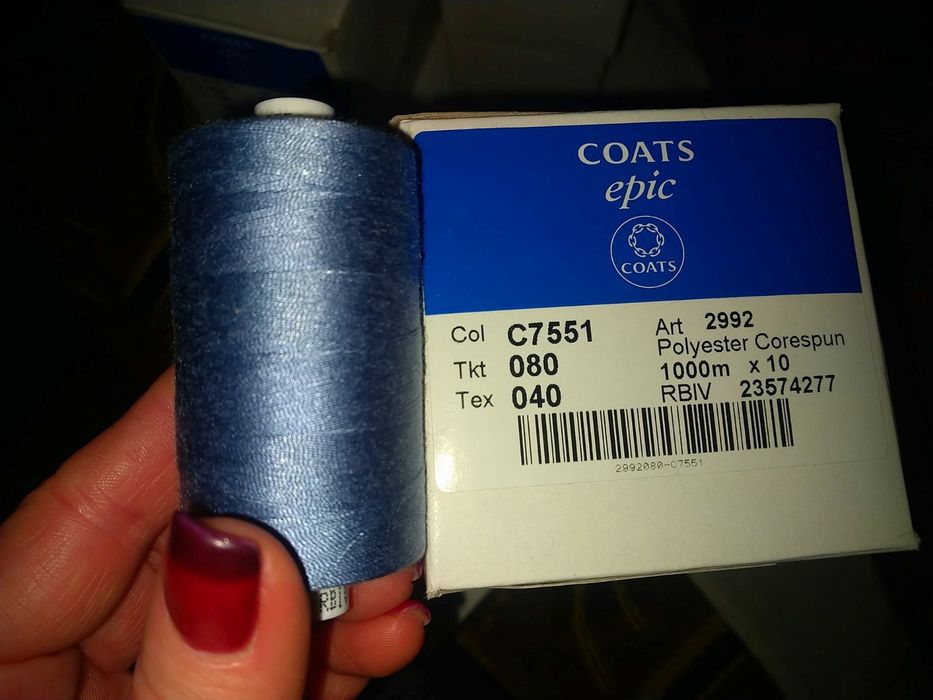 COATS
COATS
epic
COATS
Col C7551
Tkt 080
Tex 040
Art 2992
Polyester Corespun
1000m x 10
RBIV 23574277
2992080-C7551